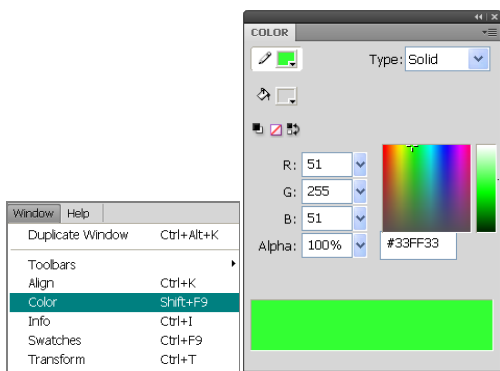 COLOR
Type: Solid
R: 51
G: 255
B: 51
Alpha: 100% #33FF33
Window Help
Duplicate Window Ctrl+Alt+K
Toolbars
Align Ctrl+K
Color Shift+F9
Info Ctrl+I
Swatches Ctrl+F9
Transform Ctrl+T